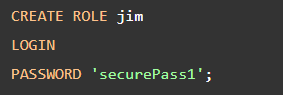 CREATE ROLE jim
LOGIN
PASSWORD 'securePass1';